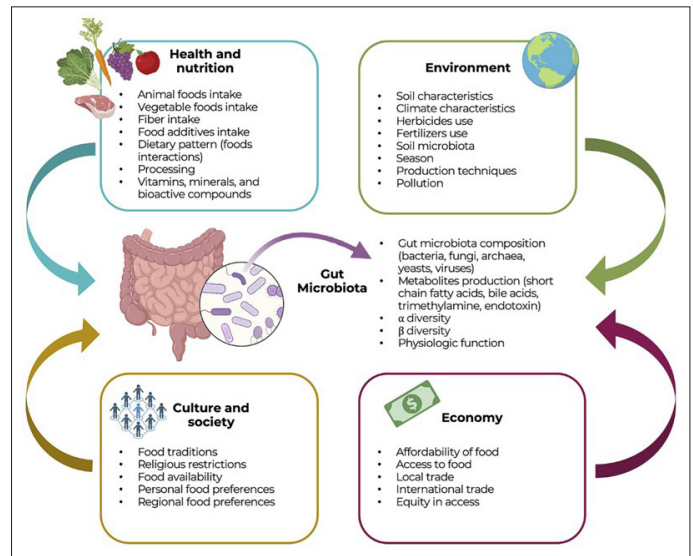 Health and
nutrition
• Animal foods intake
• Vegetable foods intake
• Fiber intake
• Food additives intake
• Dietary pattern (foods
interactions)
• Processing
• Vitamins, minerals, and
bioactive compounds
Environment
• Soil characteristics
• Climate characteristics
• Herbicides use
• Fertilizers use
• Soil microbiota
• Season
• Production techniques
• Pollution
Gut
Microbiota
• Gut microbiota composition
(bacteria, fungi, archaea,
yeasts, viruses)
• Metabolites production (short
chain fatty acids, bile acids,
trimethylamine, endotoxin)
• α diversity
• β diversity
• Physiologic function
Culture and
society
• Food traditions
• Religious restrictions
• Food availability
• Personal food preferences
• Regional food preferences
$
Economy
• Affordability of food
• Access to food
• Local trade
• International trade
• Equity in access